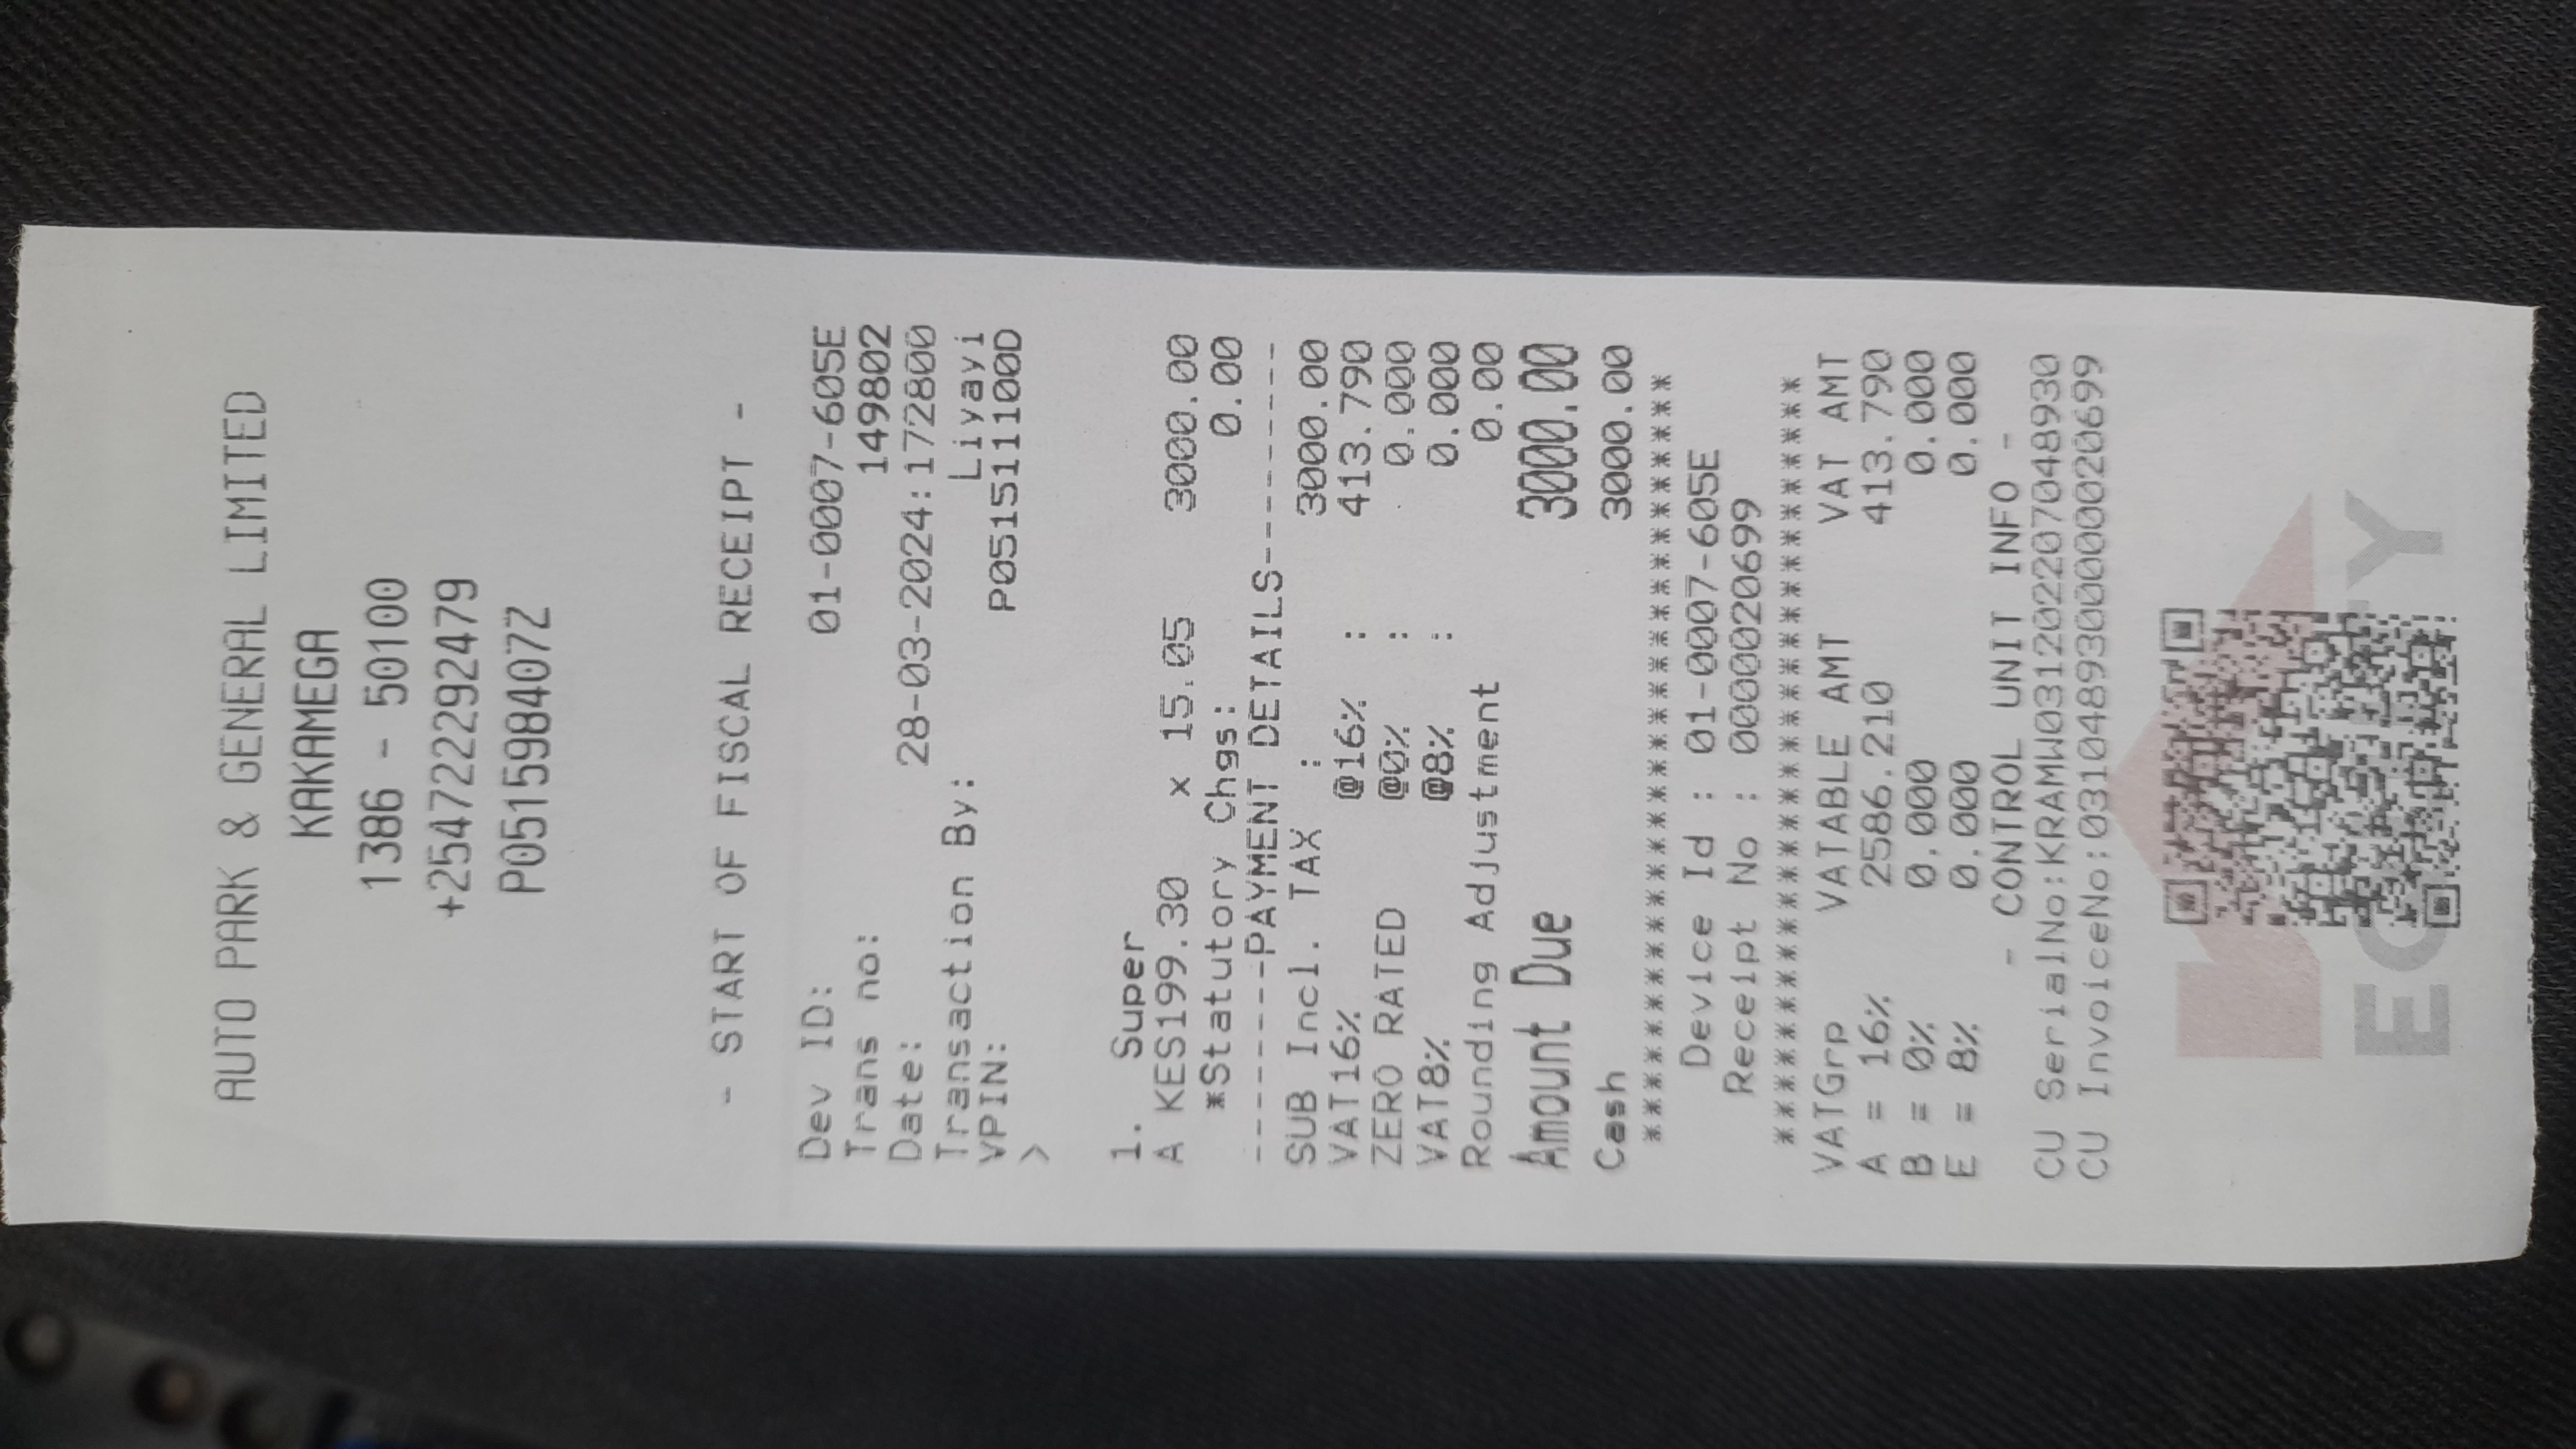 AUTO PARK & GENERAL LIMITED
KAKAMEGA
1386 - 50100
+254722292479
P051598407Z
- START OF FISCAL RECEIPT -
Dev ID: 01-0007-605E
Trans no: 149802
Date: 28-03-2024:172800
Transaction By: Liyayi
VPIN: P051511100D
>
1. Super
A KES199.30 x 15.05 3000.00
*Statutory Chgs: 0.00
---------PAYMENT DETAILS-----------
SUB Incl. TAX : 3000.00
VAT16% @16% : 413.790
ZERO RATED @0% : 0.000
VAT8% @8% : 0.000
Rounding Adjustment 0.00
Amount Due 3000.00
Cash 3000.00
***********************************
Device Id : 01-0007-605E
Receipt No : 0000020699
***********************************
VATGrp VATABLE AMT VAT AMT
A = 16% 2586.210 413.790
B = 0% 0.000 0.000
E = 8% 0.000 0.000
- CONTROL UNIT INFO -
CU SerialNo:KRAMW031202207048930
CU InvoiceNo:0310489300000020699